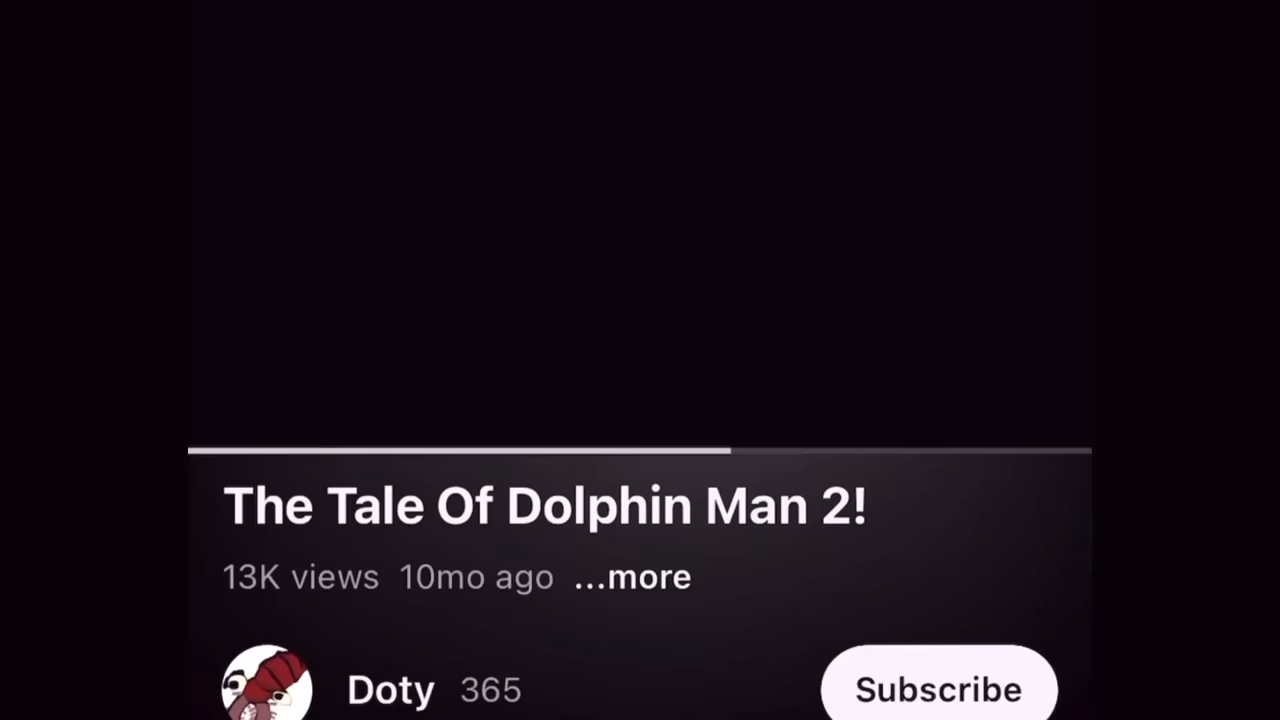 The Tale Of Dolphin Man 2!
13K views 10mo ago ...more
Doty 365 Subscribe